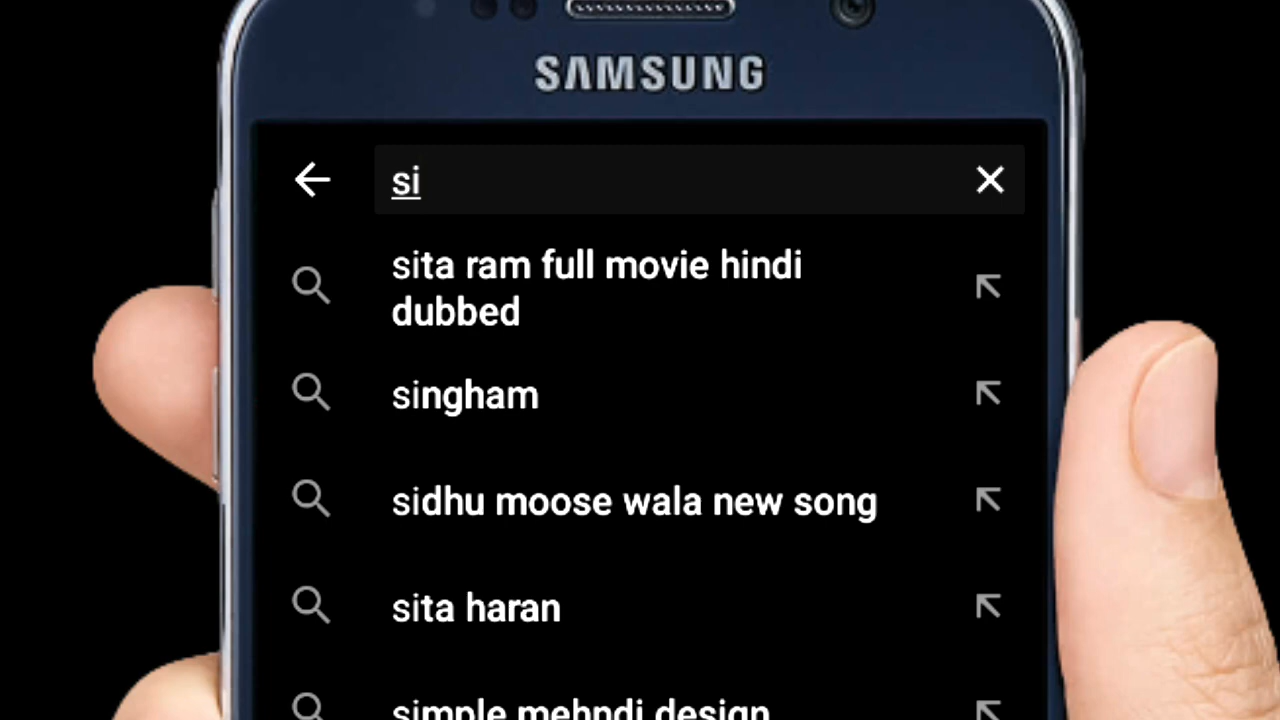 SAMSUNG
si
sita ram full movie hindi
dubbed
singham
sidhu moose wala new song
sita haran
simple mehndi design